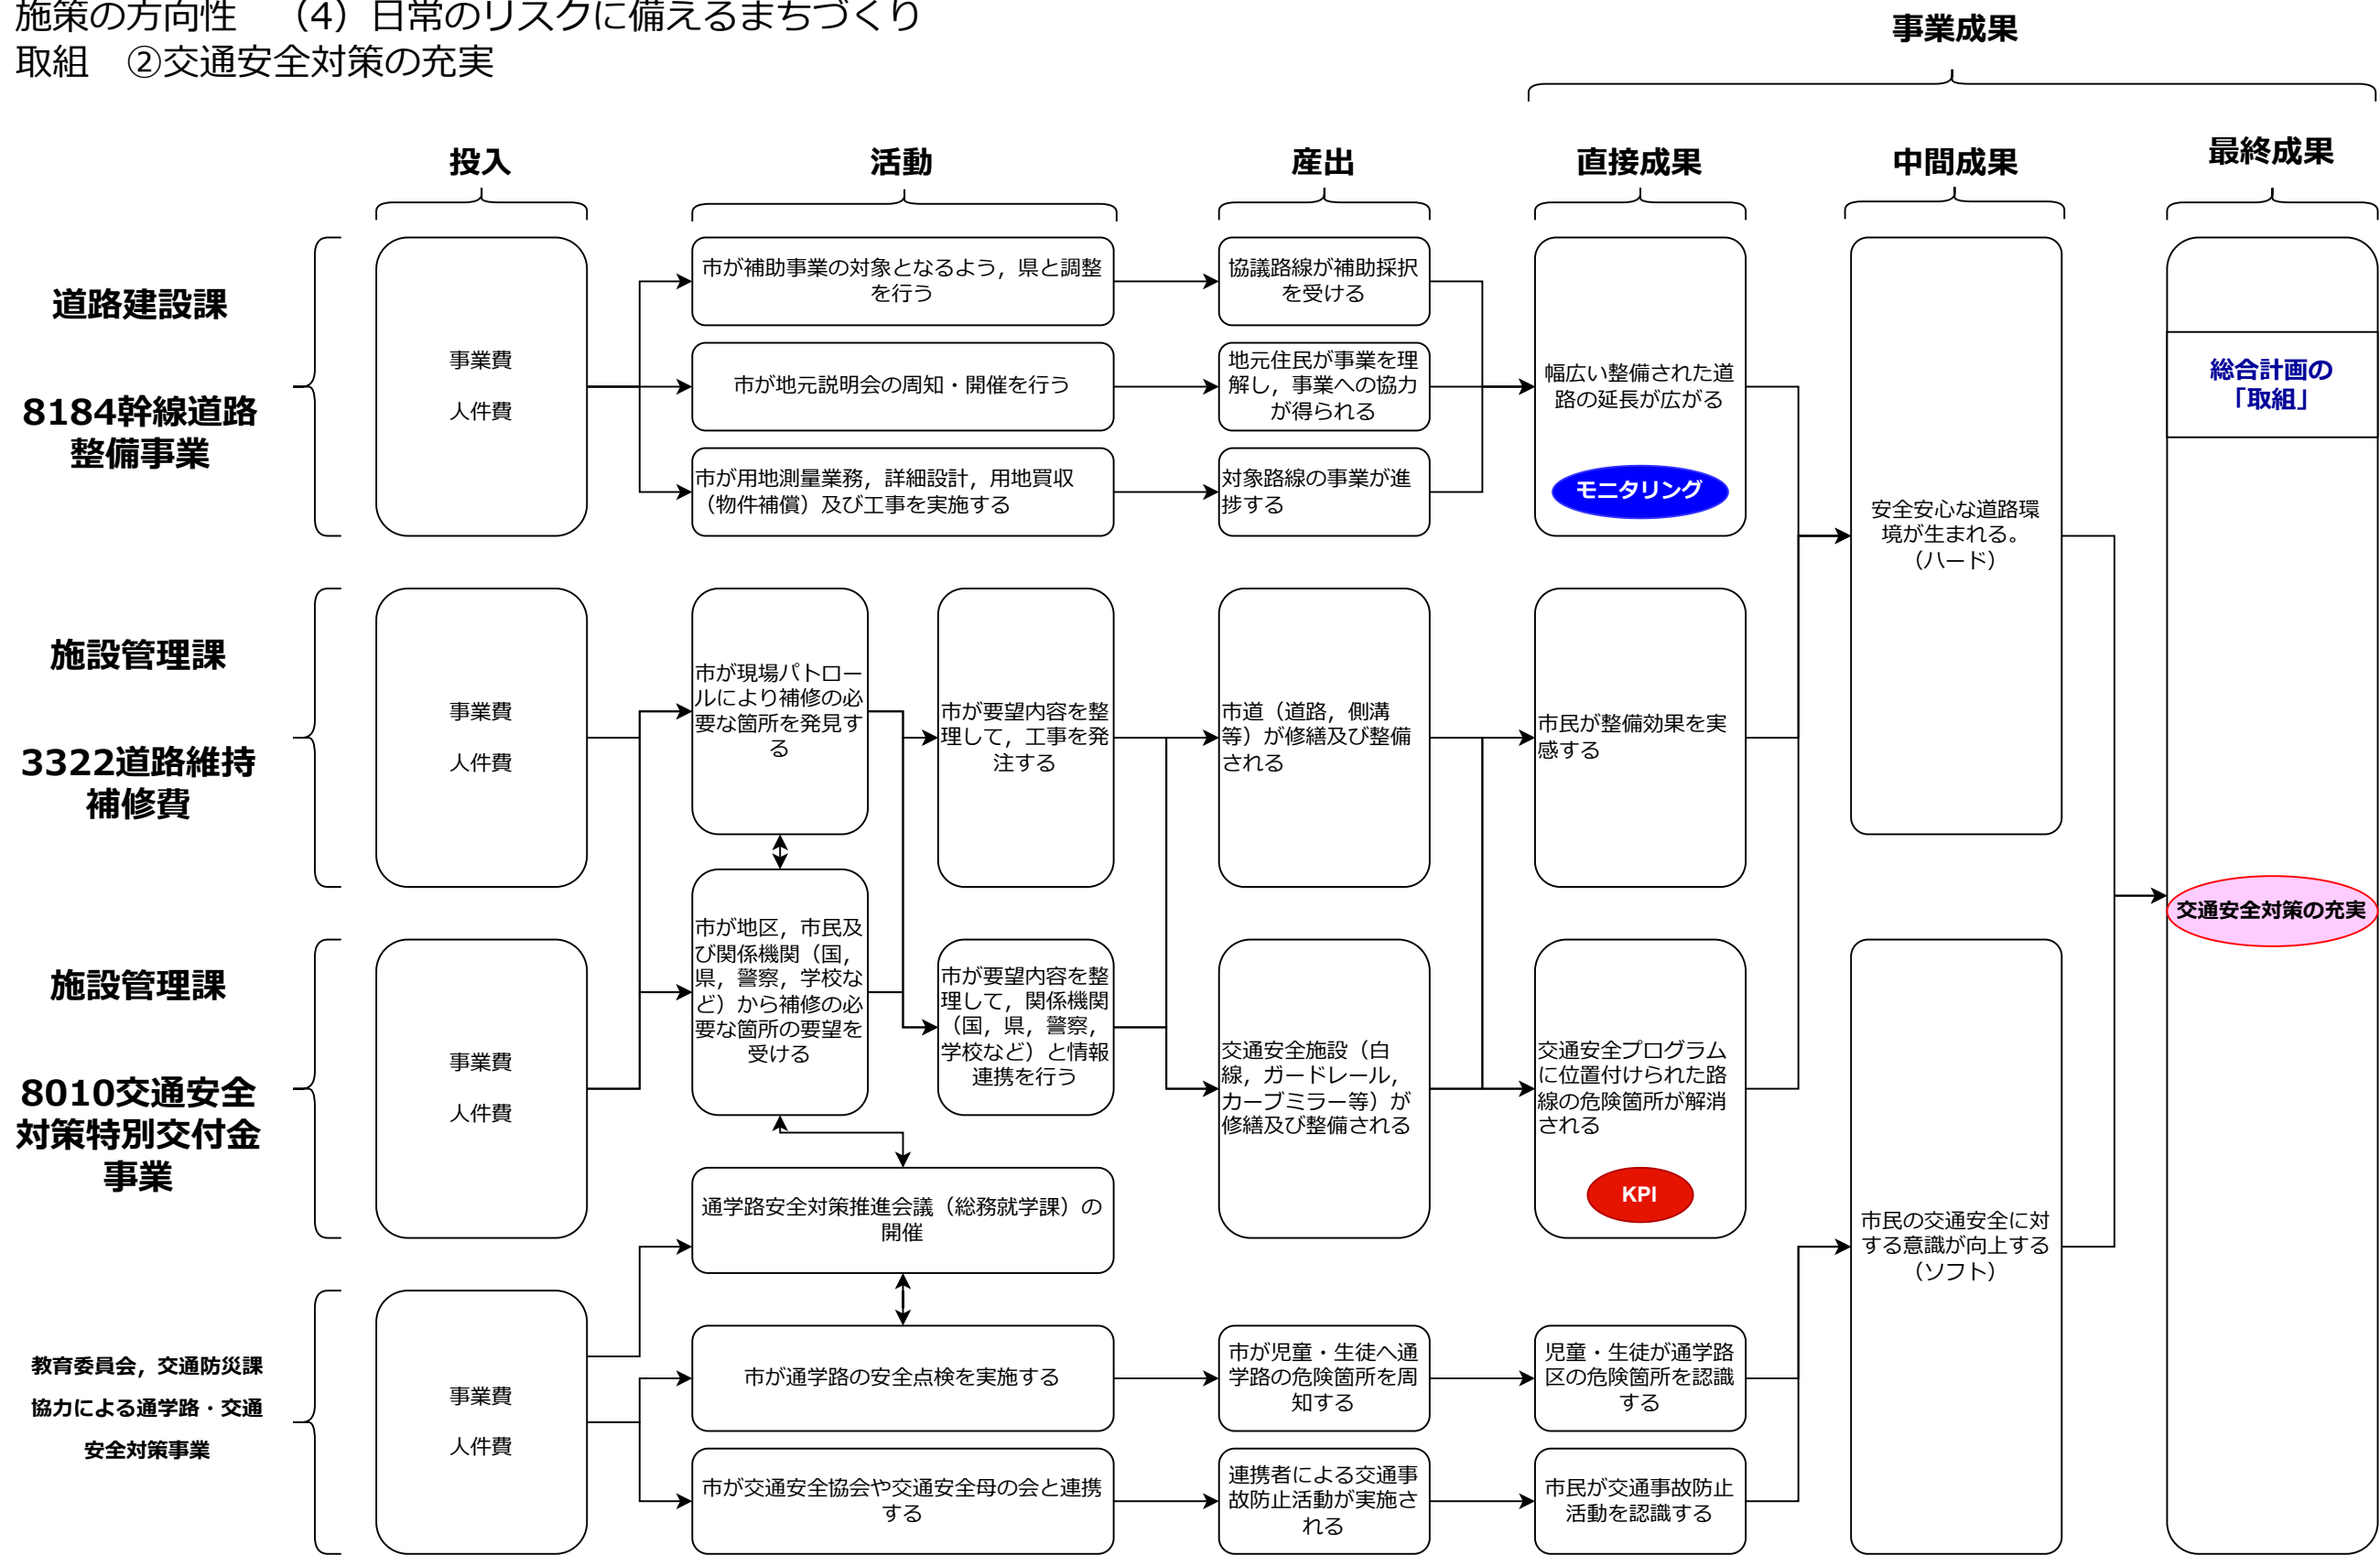 施策の方向性　（4）日常のリスクに備えるまちづくり
取組　②交通安全対策の充実
事業成果
投入
活動
産出
直接成果
中間成果
最終成果
道路建設課
8184幹線道路
整備事業
事業費
人件費
市が補助事業の対象となるよう，県と調整
を行う
市が地元説明会の周知・開催を行う
市が用地測量業務，詳細設計，用地買収
（物件補償）及び工事を実施する
協議路線が補助採択
を受ける
地元住民が事業を理
解し，事業への協力
が得られる
対象路線の事業が進
捗する
幅広い整備された道
路の延長が広がる
モニタリング
安全安心な道路環
境が生まれる。
（ハード）
総合計画の
「取組」
施設管理課
3322道路維持
補修費
事業費
人件費
市が現場パトロー
ルにより補修の必
要な箇所を発見す
る
市が要望内容を整
理して，工事を発
注する
市道（道路，側溝
等）が修繕及び整備
される
市民が整備効果を実
感する
交通安全対策の充実
施設管理課
8010交通安全
対策特別交付金
事業
事業費
人件費
市が地区，市民及
び関係機関（国，
県，警察，学校な
ど）から補修の必
要な箇所の要望を
受ける
市が要望内容を整
理して，関係機関
（国，県，警察，
学校など）と情報
連携を行う
交通安全施設（白
線，ガードレール，
カーブミラー等）が
修繕及び整備される
交通安全プログラム
に位置付けられた路
線の危険箇所が解消
される
KPI
通学路安全対策推進会議（総務就学課）の
開催
市民の交通安全に対
する意識が向上する
（ソフト）
教育委員会，交通防災課
協力による通学路・交通
安全対策事業
事業費
人件費
市が通学路の安全点検を実施する
市が児童・生徒へ通
学路の危険箇所を周
知する
児童・生徒が通学路
区の危険箇所を認識
する
市が交通安全協会や交通安全母の会と連携
する
連携者による交通事
故防止活動が実施さ
れる
市民が交通事故防止
活動を認識する